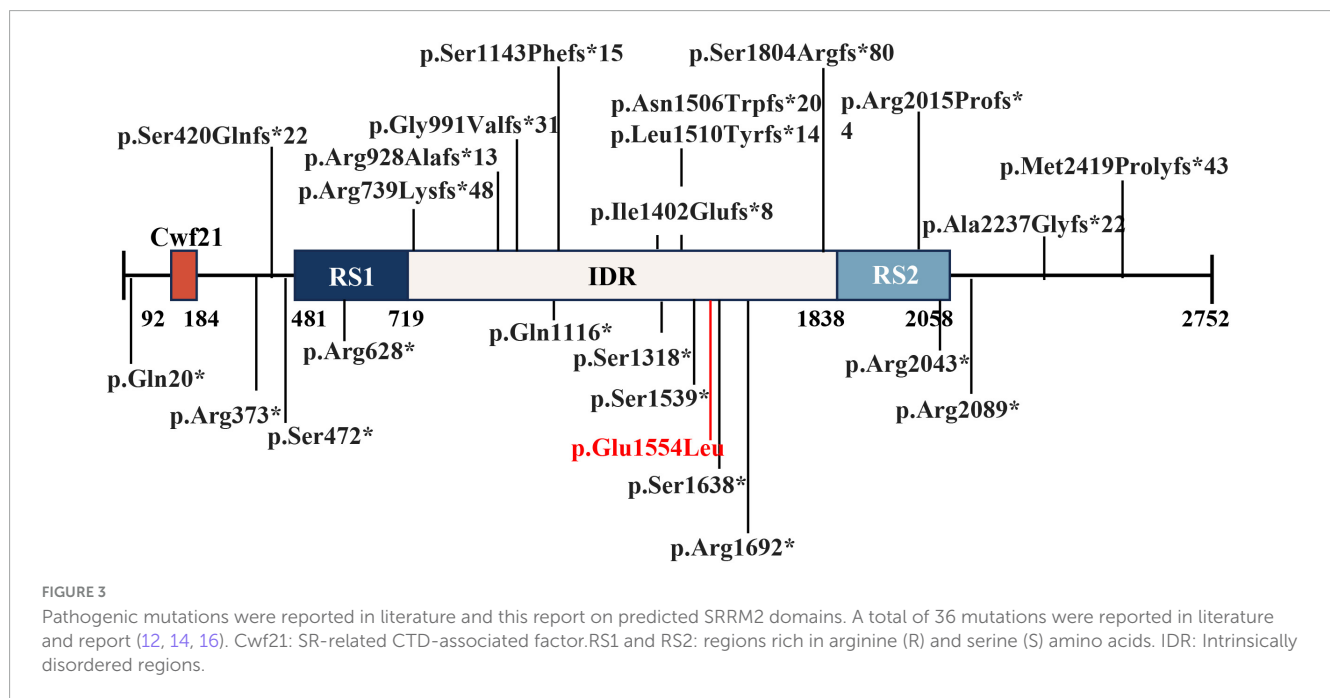 p.Ser1143Phefs*15
p.Ser1804Argfs*80
p.Asn1506Trpfs*20
p.Arg2015Profs*
4
p.Gly991Valfs*31
p.Leu1510Tyrfs*14
p.Ser420Glnfs*22
p.Arg928Alafs*13
p.Met2419Prolyfs*43
p.Arg739Lysfs*48
p.Ile1402Glufs*8
p.Ala2237Glyfs*22
Cwf21
RS1
IDR
RS2
92 184 481 719 1838 2058 2752
p.Gln20*
p.Arg373*
p.Ser472*
p.Arg628*
p.Gln1116*
p.Ser1318*
p.Ser1539*
p.Glu1554Leu
p.Ser1638*
p.Arg1692*
p.Arg2043*
p.Arg2089*
FIGURE 3
Pathogenic mutations were reported in literature and this report on predicted SRRM2 domains. A total of 36 mutations were reported in literature
and report (12, 14, 16). Cwf21: SR-related CTD-associated factor.RS1 and RS2: regions rich in arginine (R) and serine (S) amino acids. IDR: Intrinsically
disordered regions.